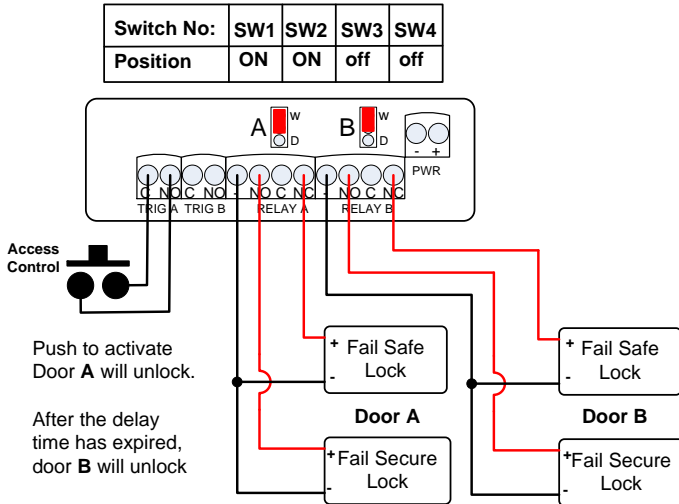 Switch No: SW1 SW2 SW3 SW4
Position ON ON off off
A W D B W D
- +
PWR
C NO C NO - NO C NC - NO C NC
TRIG A TRIG B RELAY A RELAY B
Access
Control
Push to activate
Door A will unlock.
After the delay
time has expired,
door B will unlock
+ Fail Safe
- Lock
Door A
+ Fail Secure
- Lock
+ Fail Safe
- Lock
Door B
+ Fail Secure
- Lock